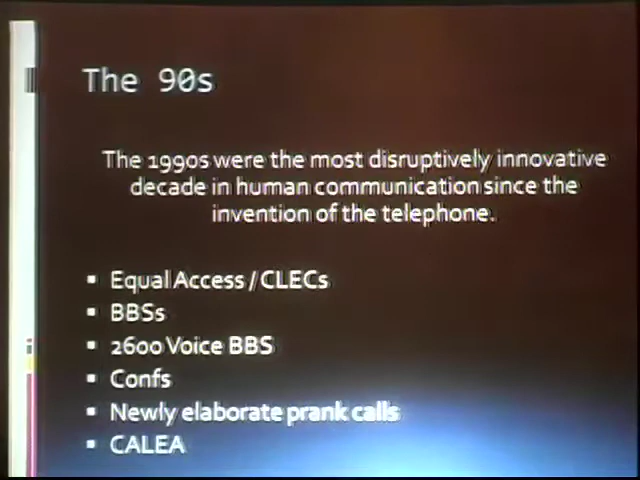 The 90s
The 1990s were the most disruptively innovative
decade in human communication since the
invention of the telephone.
▪ Equal Access / CLECs
▪ BBSs
▪ 2600 Voice BBS
▪ Confs
▪ Newly elaborate prank calls
▪ CALEA